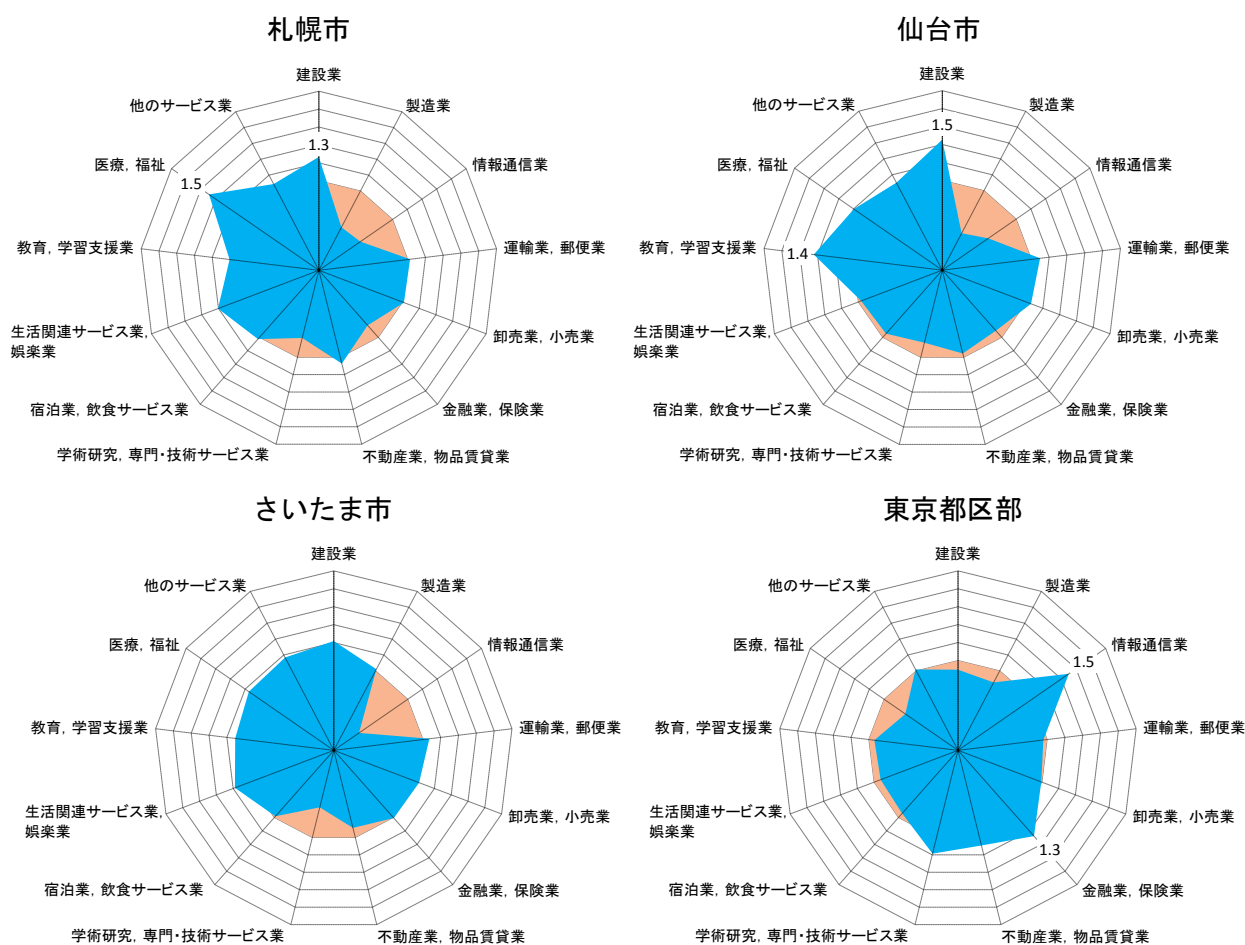 札幌市
建設業
製造業
情報通信業
運輸業, 郵便業
卸売業, 小売業
金融業, 保険業
不動産業, 物品賃貸業
学術研究, 専門・技術サービス業
宿泊業, 飲食サービス業
生活関連サービス業,
娯楽業
教育, 学習支援業
医療, 福祉
他のサービス業
1.3
1.5
仙台市
建設業
製造業
情報通信業
運輸業, 郵便業
卸売業, 小売業
金融業, 保険業
不動産業, 物品賃貸業
学術研究, 専門・技術サービス業
宿泊業, 飲食サービス業
生活関連サービス業,
娯楽業
教育, 学習支援業
医療, 福祉
他のサービス業
1.5
1.4
さいたま市
建設業
製造業
情報通信業
運輸業, 郵便業
卸売業, 小売業
金融業, 保険業
不動産業, 物品賃貸業
学術研究, 専門・技術サービス業
宿泊業, 飲食サービス業
生活関連サービス業,
娯楽業
教育, 学習支援業
医療, 福祉
他のサービス業
東京都区部
建設業
製造業
情報通信業
運輸業, 郵便業
卸売業, 小売業
金融業, 保険業
不動産業, 物品賃貸業
学術研究, 専門・技術サービス業
宿泊業, 飲食サービス業
生活関連サービス業,
娯楽業
教育, 学習支援業
医療, 福祉
他のサービス業
1.5
1.3